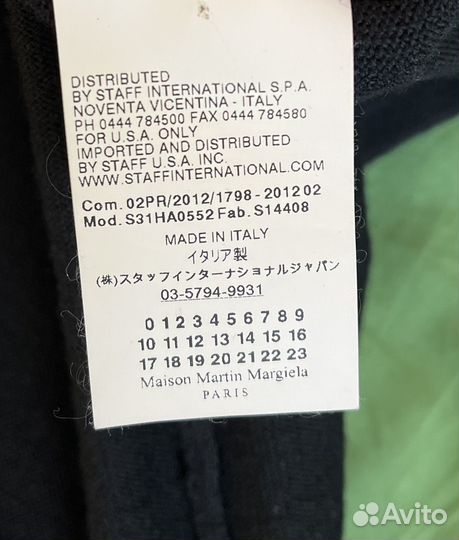 DISTRIBUTED
BY STAFF INTERNATIONAL S.P.A.
NOVENTA VICENTINA - ITALY
PH 0444 784500 FAX 0444 784580
FOR U.S.A. ONLY
IMPORTED AND DISTRIBUTED
BY STAFF U.S.A. INC.
WWW.STAFFINTERNATIONAL.COM
Com. 02PR/2012/1798-201202
Mod. S31HA0552 Fab. S14408
MADE IN ITALY
イタリア製
(株)スタッフインターナショナルジャパン
03-5794-9931
0 1 2 3 4 5 6 7 8 9
10 11 12 13 14 15 16
17 18 19 20 21 22 23
Maison Martin Margiela
PARIS
Avito